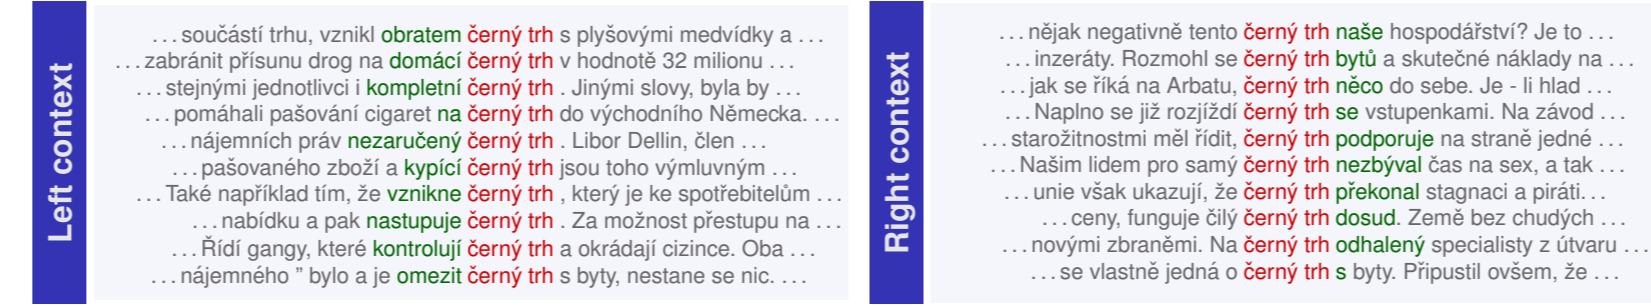 Left context
... součástí trhu, vznikl obratem černý trh s plyšovými medvídky a ...
... zabránit přísunu drog na domácí černý trh v hodnotě 32 milionu ...
... stejnými jednotlivci i kompletní černý trh . Jinými slovy, byla by ...
... pomáhali pašování cigaret na černý trh do východního Německa. ...
... nájemních práv nezaručený černý trh . Libor Dellin, člen ...
... pašovaného zboží a kypící černý trh jsou toho výmluvným ...
... Také například tím, že vznikne černý trh , který je ke spotřebitelům ...
... nabídku a pak nastupuje černý trh . Za možnost přestupu na ...
... Řídí gangy, které kontrolují černý trh a okrádají cizince. Oba ...
... nájemného ” bylo a je omezit černý trh s byty, nestane se nic. ...
Right context
... nějak negativně tento černý trh naše hospodářství? Je to ...
... inzeráty. Rozmohl se černý trh bytů a skutečné náklady na ...
... jak se říká na Arbatu, černý trh něco do sebe. Je - li hlad ...
... Naplno se již rozjíždí černý trh se vstupenkami. Na závod ...
... starožitnostmi měl řídit, černý trh podporuje na straně jedné ...
... Našim lidem pro samý černý trh nezbýval čas na sex, a tak ...
... unie však ukazují, že černý trh překonal stagnaci a piráti. ...
... ceny, funguje čilý černý trh dosud. Země bez chudých ...
... novými zbraněmi. Na černý trh odhalený specialisty z útvaru ...
... se vlastně jedná o černý trh s byty. Připustil ovšem, že ...